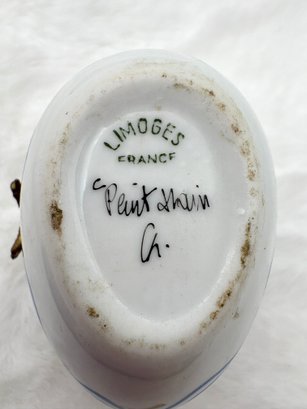 LIMOGES
FRANCE
Peint Main
Ch.